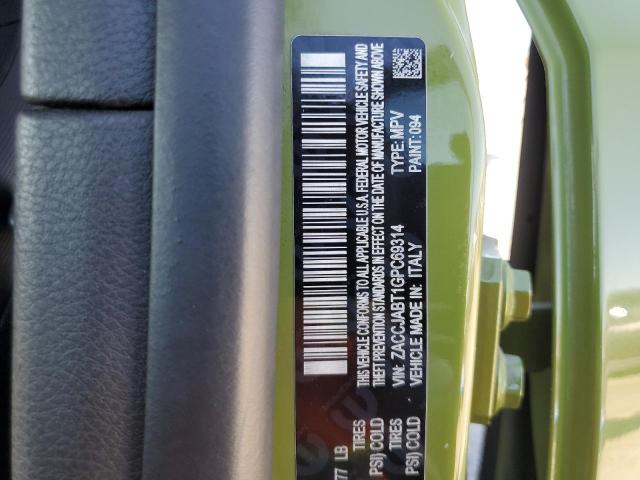 THIS VEHICLE CONFORMS TO ALL APPLICABLE U.S.A. FEDERAL MOTOR VEHICLE SAFETY AND
THEFT PREVENTION STANDARDS IN EFFECT ON THE DATE OF MANUFACTURE SHOWN ABOVE
VIN: ZACCJABT1GPC69314 TYPE: MPV
VEHICLE MADE IN: ITALY PAINT: 094
77 LB TIRES
PSI) COLD TIRES
PSI) COLD